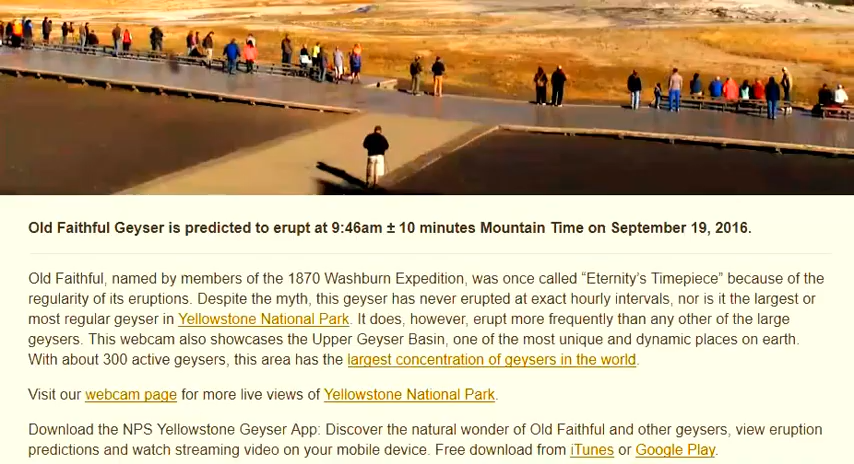 Old Faithful Geyser is predicted to erupt at 9:46am ± 10 minutes Mountain Time on September 19, 2016.
Old Faithful, named by members of the 1870 Washburn Expedition, was once called “Eternity’s Timepiece” because of the
regularity of its eruptions. Despite the myth, this geyser has never erupted at exact hourly intervals, nor is it the largest or
most regular geyser in Yellowstone National Park. It does, however, erupt more frequently than any other of the large
geysers. This webcam also showcases the Upper Geyser Basin, one of the most unique and dynamic places on earth.
With about 300 active geysers, this area has the largest concentration of geysers in the world.
Visit our webcam page for more live views of Yellowstone National Park.
Download the NPS Yellowstone Geyser App: Discover the natural wonder of Old Faithful and other geysers, view eruption
predictions and watch streaming video on your mobile device. Free download from iTunes or Google Play.